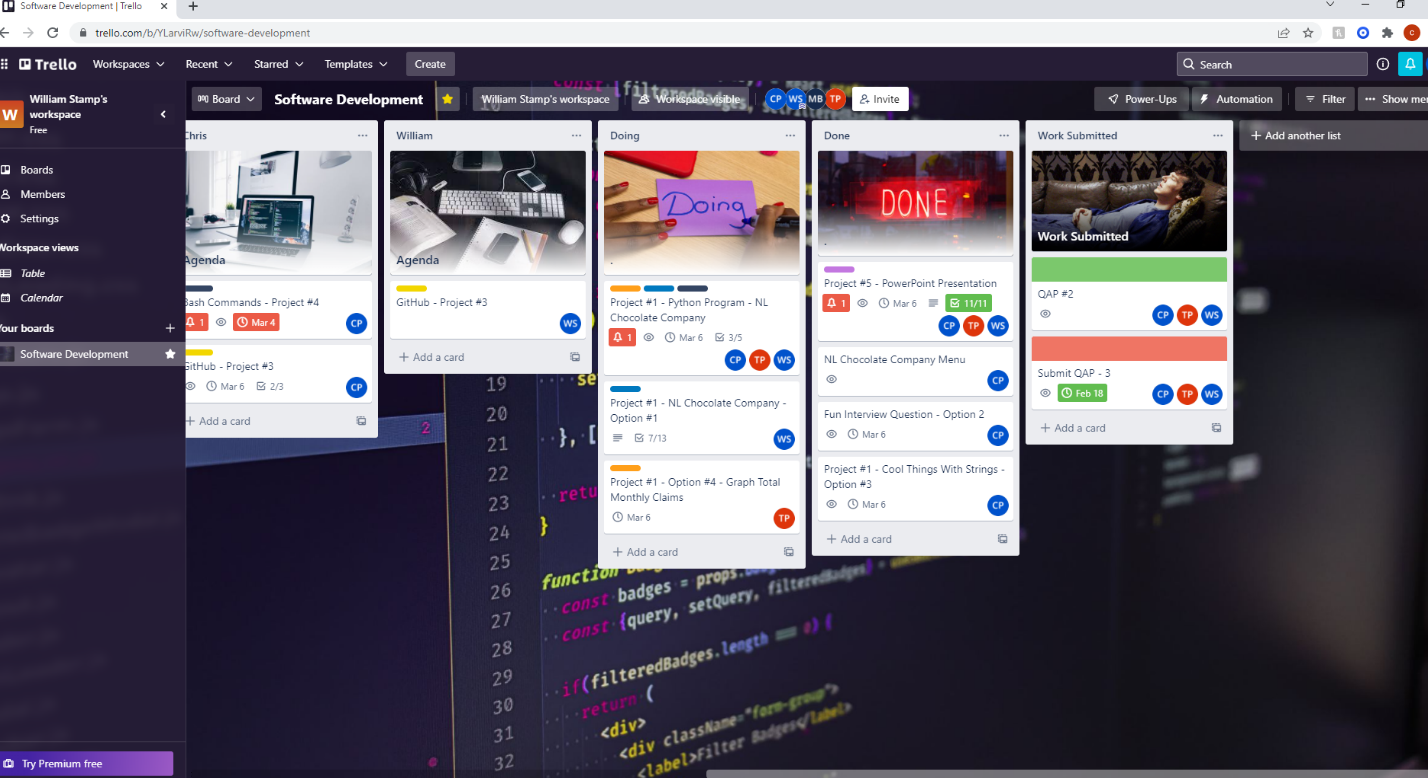 Software Development | Trello
trello.com/b/YLarviRw/software-development
Trello
Workspaces
Recent
Starred
Templates
Create
Search
W
William Stamp's
workspace
Free
Boards
Members
Settings
Workspace views
Table
Calendar
Your boards
Software Development
Try Premium free
Board
Software Development
William Stamp's workspace
Workspace visible
CP WS MB TP
Invite
Power-Ups
Automation
Filter
Show
Chris
Agenda
Bash Commands - Project #4
1
Mar 4
CP
GitHub - Project #3
Mar 6
2/3
CP
+ Add a card
William
Agenda
GitHub - Project #3
WS
+ Add a card
Doing
Doing
.
Project #1 - Python Program - NL
Chocolate Company
1
Mar 6
3/5
CP TP WS
Project #1 - NL Chocolate Company -
Option #1
7/13
WS
Project #1 - Option #4 - Graph Total
Monthly Claims
Mar 6
TP
+ Add a card
Done
DONE
.
Project #5 - PowerPoint Presentation
1
Mar 6
11/11
CP TP WS
NL Chocolate Company Menu
CP
Fun Interview Question - Option 2
Mar 6
CP
Project #1 - Cool Things With Strings -
Option #3
Mar 6
CP
+ Add a card
Work Submitted
Work Submitted
QAP #2
CP TP WS
Submit QAP - 3
Feb 18
CP TP WS
+ Add a card
+ Add another list
2
19
20
21 }, [
22
23
24 }
25
26 function
27 const badges = props.
28 const {query, setQuery, filteredBadges}
29 if(filteredBadges.length === 0) {
30 return (
31 <div>
32 <div className="form-group">
<label>Filter Badges</label>